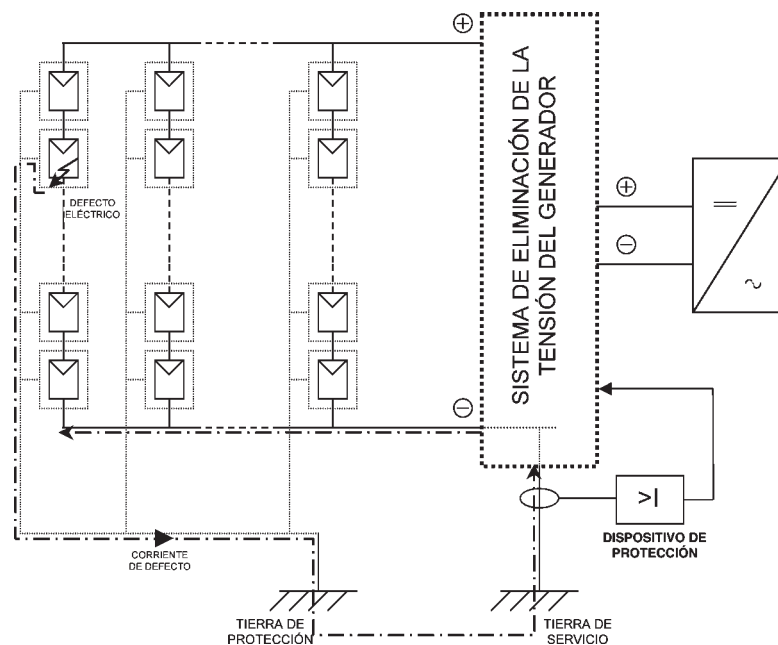 SISTEMA DE ELIMINACIÓN DE LA
TENSIÓN DEL GENERADOR
DEFECTO
ELÉCTRICO
>I
DISPOSITIVO DE
PROTECCIÓN
CORRIENTE
DE DEFECTO
TIERRA DE
PROTECCIÓN
TIERRA DE
SERVICIO